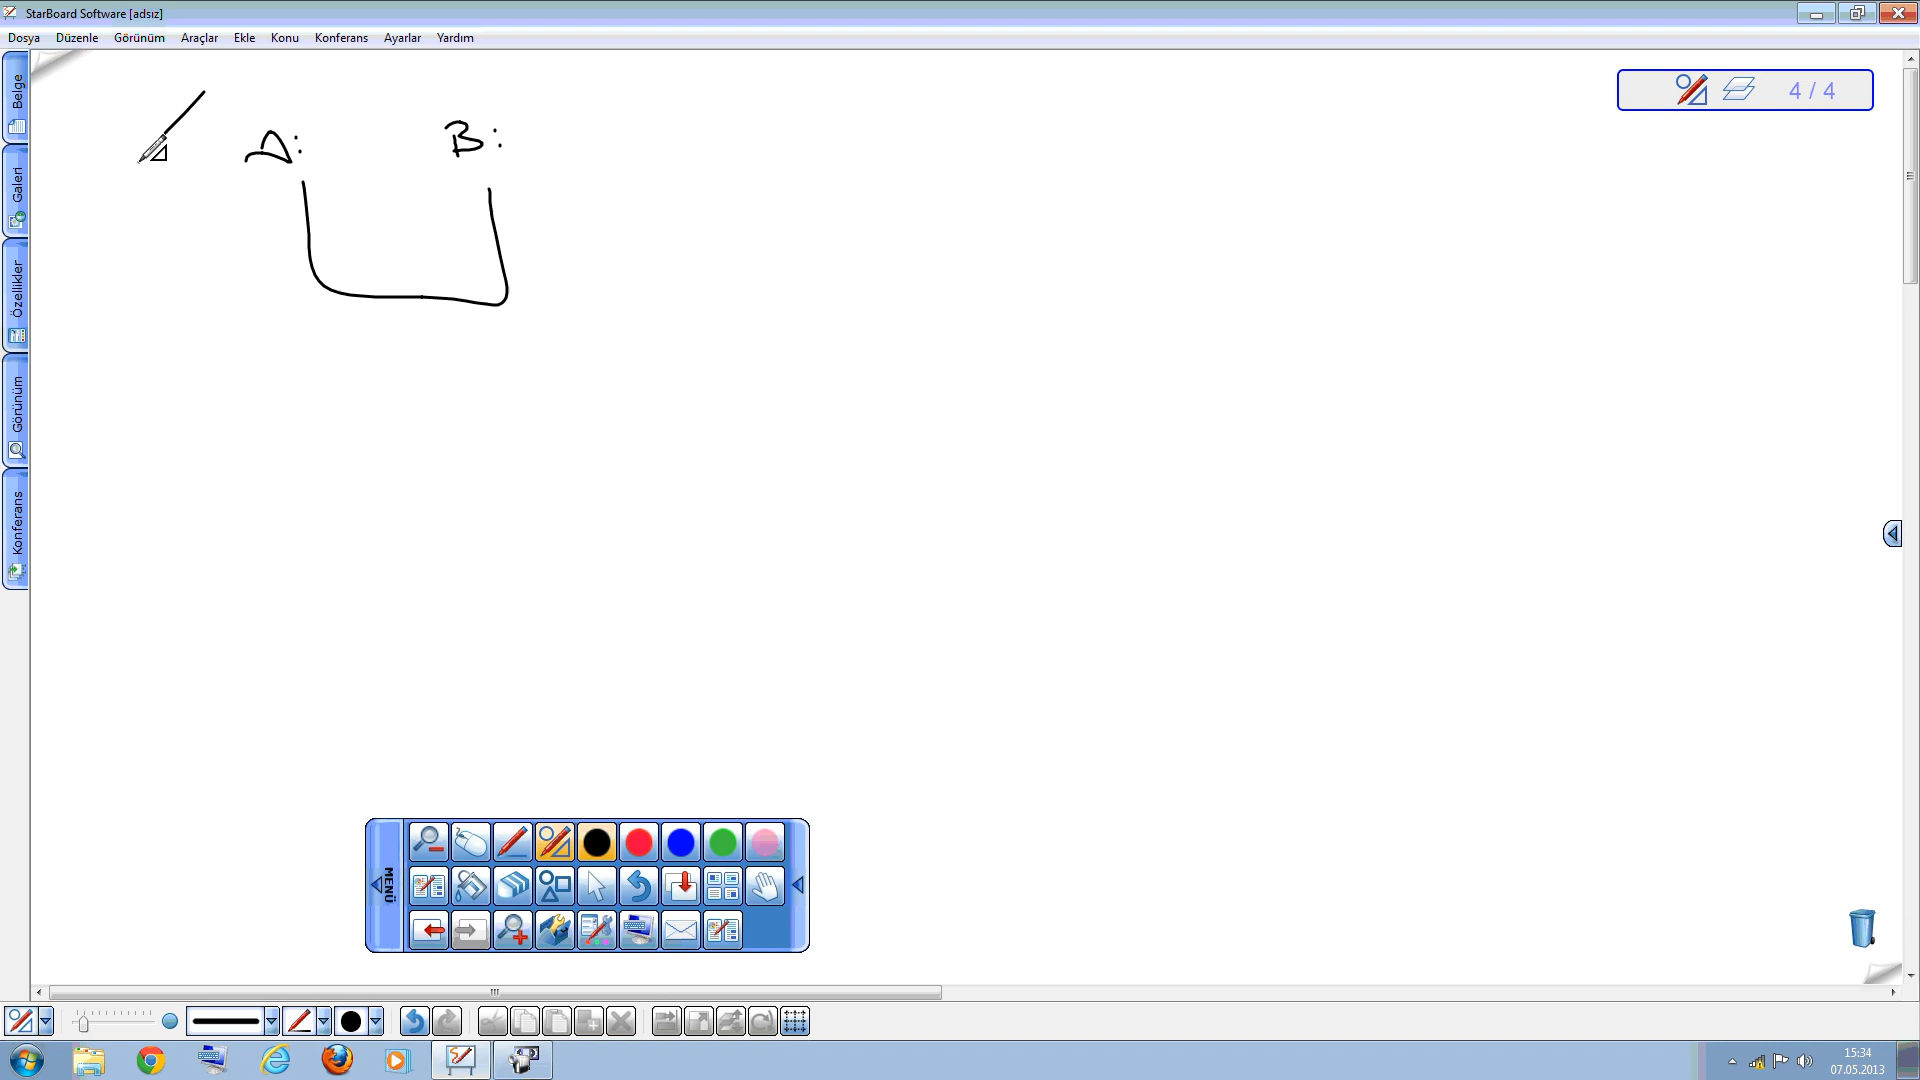 StarBoard Software [adsız]
Dosya Düzenle Görünüm Araçlar Ekle Konu Konferans Ayarlar Yardım
Belge
Galeri
Özellikler
Görünüm
Konferans
4 / 4
A: B:
MENÜ
15:34
07.05.2013